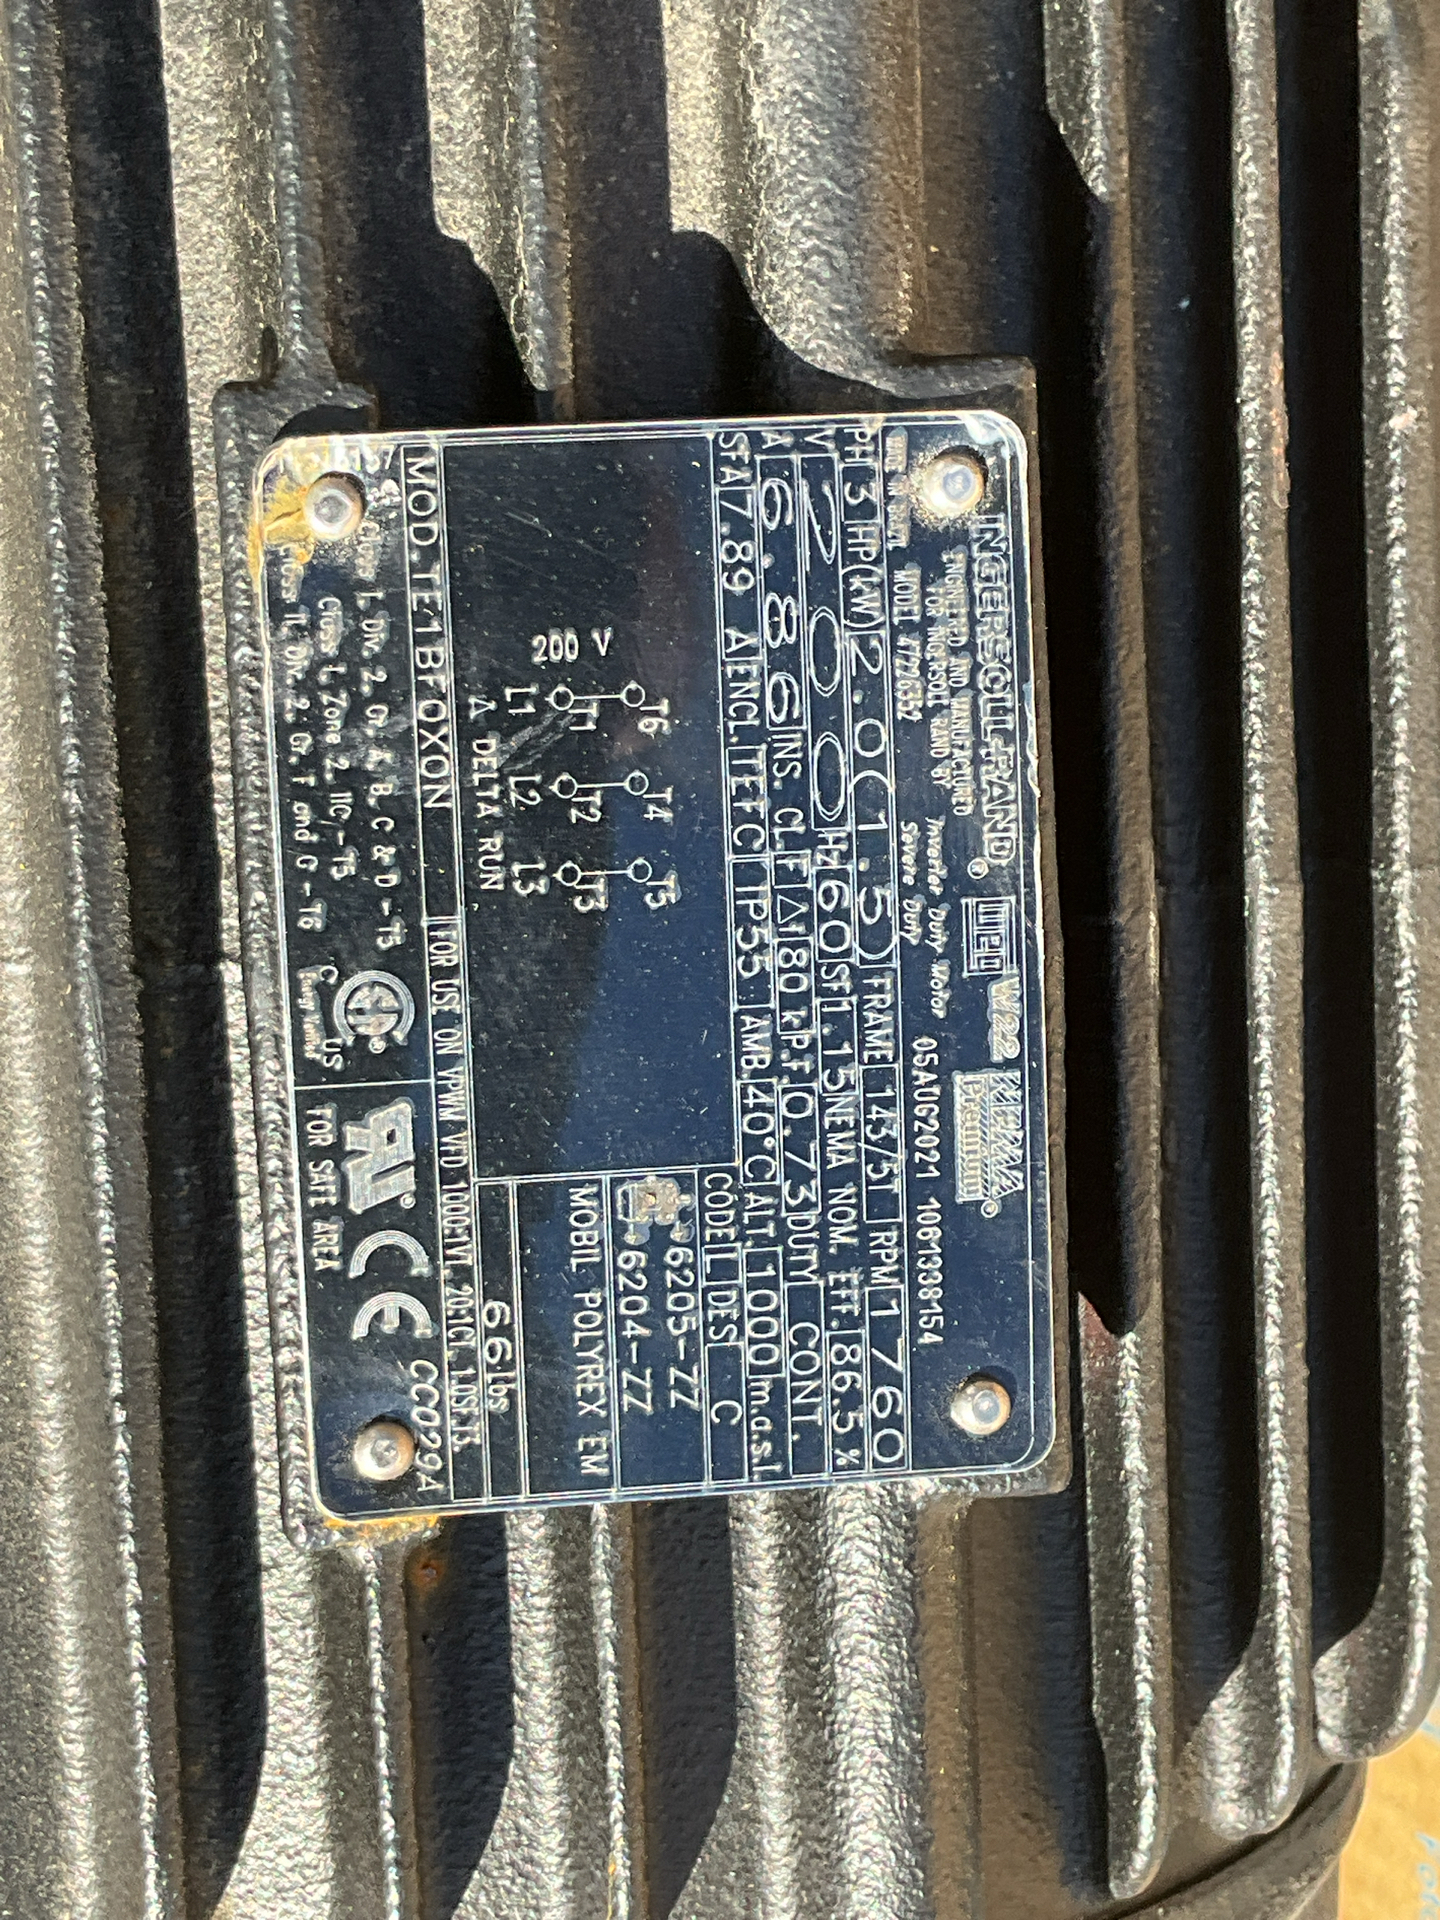 INGERSOLL-RAND® WEG W22 NEMA Premium®
ENGINEERED AND MANUFACTURED
FOR INGERSOLL RAND BY
Inverter Duty Motor
Severe Duty
05AUG2021 1061338154
MADE IN BRAZIL MODEL 47726352
PH 3 HP(kW) 2.0(1.5) FRAME 143/5T RPM 1760
V 200 Hz 60 SF 1.15 NEMA NOM. EFF. 86.5 %
A 6.86 INS. CL. F Δt 80 K P.F. 0.73 DUTY CONT.
SFA 7.89 A ENCL. TEFC IP55 AMB. 40°C ALT. 1000 m.a.s.l.
CODE L DES C
200 V
T6 T4 T5
T1 T2 T3
L1 L2 L3
Δ DELTA RUN
6205-ZZ
6204-ZZ
MOBIL POLYREX EM
66 lbs
MOD.TE1BF0X0N
FOR USE ON VPWM VFD 1000:1VT, 20:1CT, 1.0SF
I, Div. 2, Gr. A, B, C & D - T3
Class I, Zone 2, IIC - T3
II, Div. 2, Gr. F and G - T6
C US
FOR SAFE AREA
CE CC029A